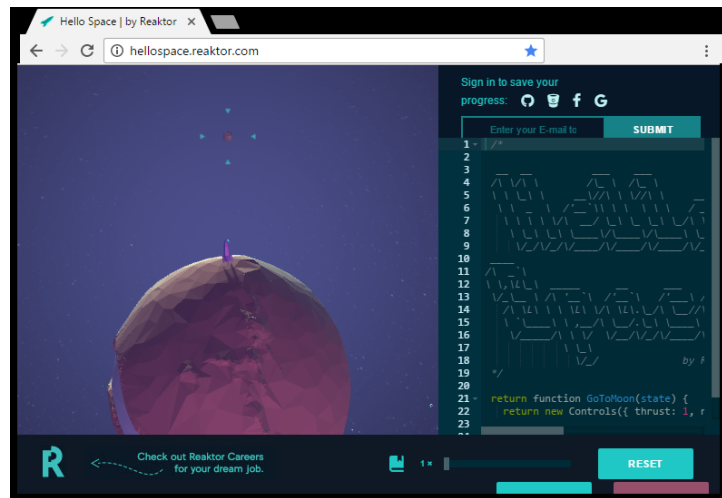 Hello Space | by Reaktor
hellospace.reaktor.com
Sign in to save your
progress:
Enter your E-mail to
SUBMIT
1 /*
2
3
4
5
6
7
8
9
10
11
12
13
14
15
16
17
18 by
19 */
20
21 return function GoToMoon(state) {
22 return new Controls({ thrust: 1,
23
Check out Reaktor Careers
for your dream job.
1×
RESET